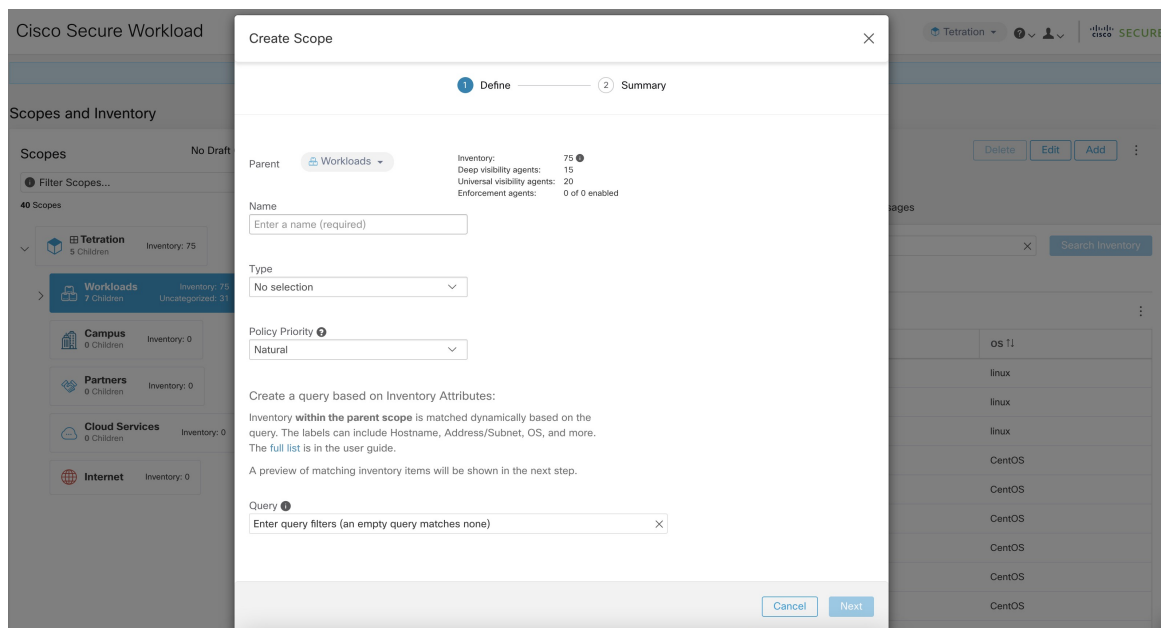 Cisco Secure Workload
Tetration
CISCO SECURE
Scopes and Inventory
Scopes
No Draft
Filter Scopes...
40 Scopes
Tetration
5 Children
Inventory: 75
Workloads
7 Children
Inventory: 75
Uncategorized: 31
Campus
0 Children
Inventory: 0
Partners
0 Children
Inventory: 0
Cloud Services
0 Children
Inventory: 0
Internet
Inventory: 0
Create Scope
1 Define
2 Summary
Parent
Workloads
Inventory: 75
Deep visibility agents: 15
Universal visibility agents: 20
Enforcement agents: 0 of 0 enabled
Name
Enter a name (required)
Type
No selection
Policy Priority
Natural
Create a query based on Inventory Attributes:
Inventory within the parent scope is matched dynamically based on the
query. The labels can include Hostname, Address/Subnet, OS, and more.
The full list is in the user guide.
A preview of matching inventory items will be shown in the next step.
Query
Enter query filters (an empty query matches none)
Cancel
Next
Delete
Edit
Add
Search Inventory
OS
linux
linux
linux
CentOS
CentOS
CentOS
CentOS
CentOS
CentOS